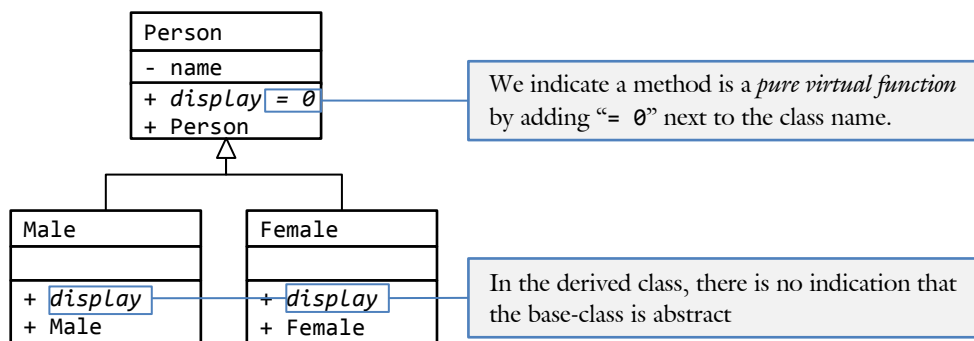 Person
- name
+ display = 0
+ Person
We indicate a method is a pure virtual function
by adding “= 0” next to the class name.
Male
+ display
+ Male
Female
+ display
+ Female
In the derived class, there is no indication that
the base-class is abstract